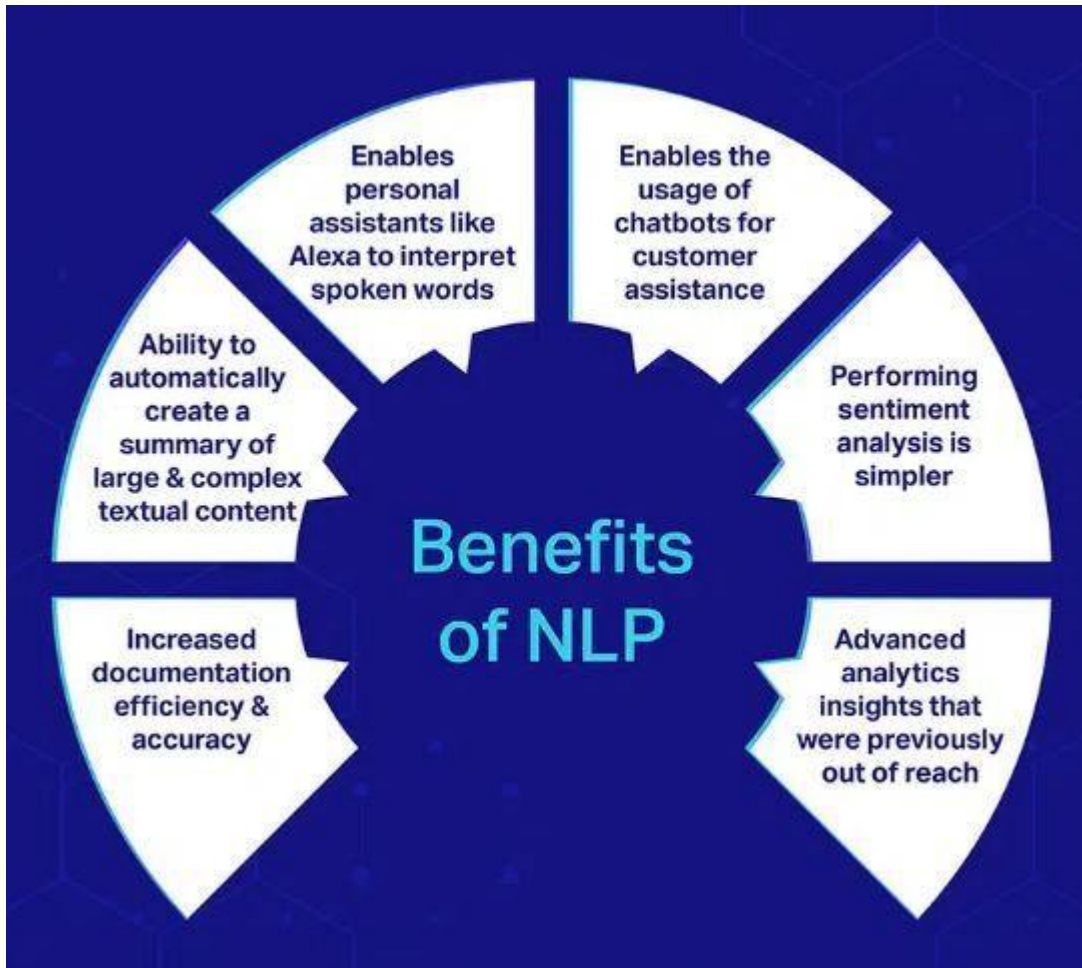 Enables
personal
assistants like
Alexa to interpret
spoken words
Enables the
usage of
chatbots for
customer
assistance
Ability to
automatically
create a
summary of
large & complex
textual content
Performing
sentiment
analysis is
simpler
Benefits
of NLP
Increased
documentation
efficiency &
accuracy
Advanced
analytics
insights that
were previously
out of reach